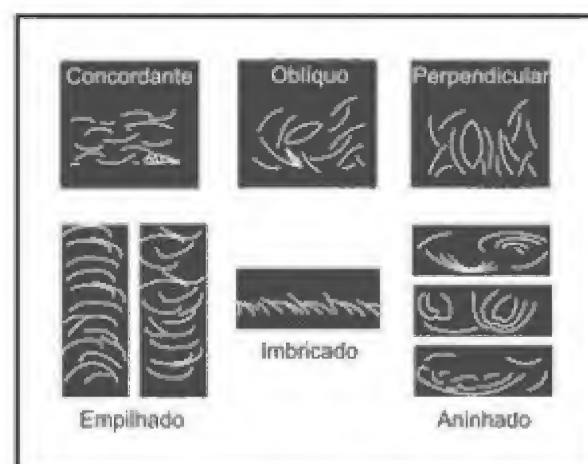 Concordante
Oblíquo
Perpendicular
Empilhado
Imbricado
Aninhado